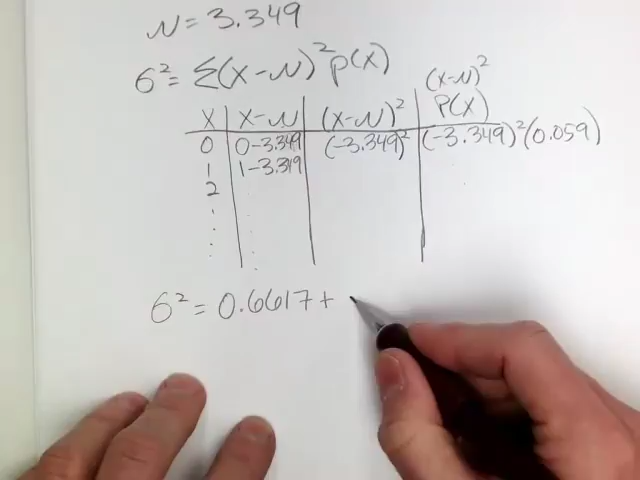 μ = 3.349
σ² = Σ(x-μ)² p(x)
x x-μ (x-μ)² (x-μ)² P(x)
0 0-3.349 (-3.349)² (-3.349)²(0.059)
1 1-3.349
2
σ² = 0.6617 +